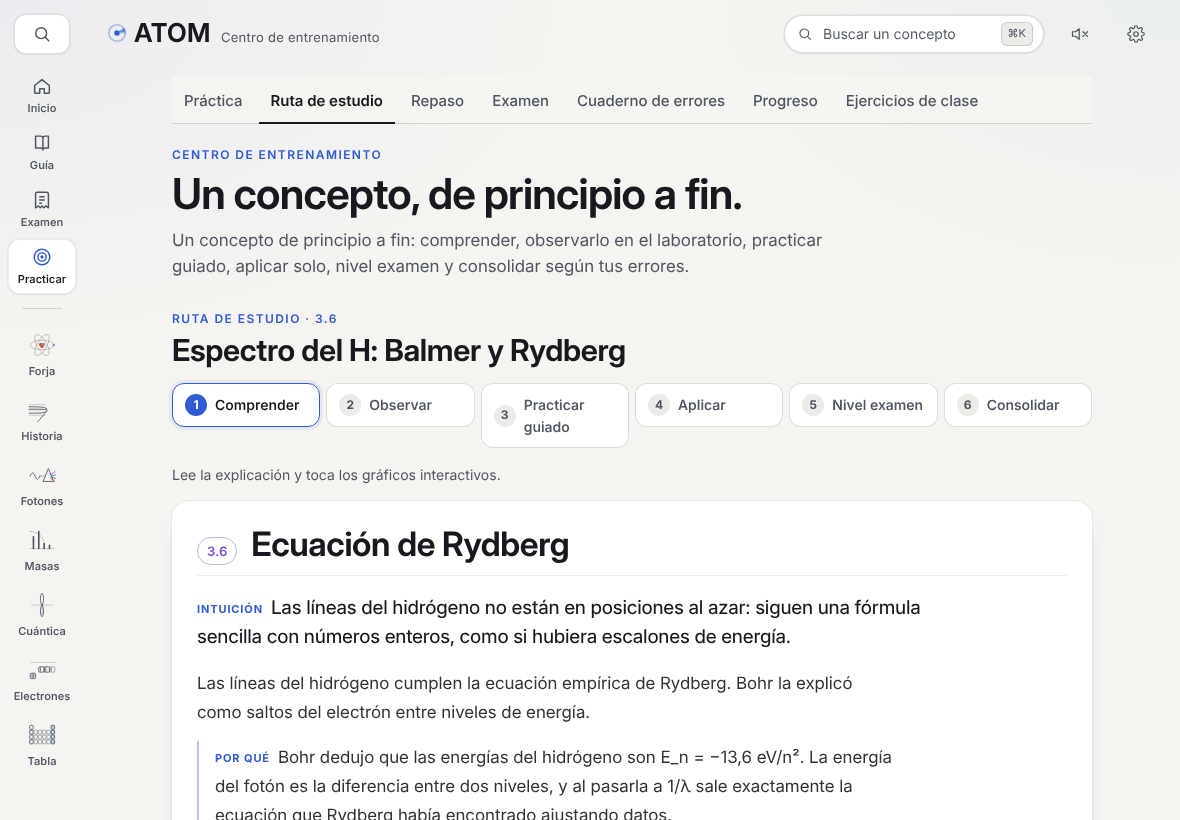 ATOM Centro de entrenamiento
Buscar un concepto ⌘K
Inicio
Guía
Examen
Practicar
Forja
Historia
Fotones
Masas
Cuántica
Electrones
Tabla
Práctica Ruta de estudio Repaso Examen Cuaderno de errores Progreso Ejercicios de clase
CENTRO DE ENTRENAMIENTO
Un concepto, de principio a fin.
Un concepto de principio a fin: comprender, observarlo en el laboratorio, practicar
guiado, aplicar solo, nivel examen y consolidar según tus errores.
RUTA DE ESTUDIO · 3.6
Espectro del H: Balmer y Rydberg
1 Comprender
2 Observar
3 Practicar
guiado
4 Aplicar
5 Nivel examen
6 Consolidar
Lee la explicación y toca los gráficos interactivos.
3.6 Ecuación de Rydberg
INTUICIÓN Las líneas del hidrógeno no están en posiciones al azar: siguen una fórmula
sencilla con números enteros, como si hubiera escalones de energía.
Las líneas del hidrógeno cumplen la ecuación empírica de Rydberg. Bohr la explicó
como saltos del electrón entre niveles de energía.
POR QUÉ Bohr dedujo que las energías del hidrógeno son E_n = −13,6 eV/n². La energía
del fotón es la diferencia entre dos niveles, y al pasarla a 1/λ sale exactamente la
ecuación que Rydberg había encontrado ajustando datos.